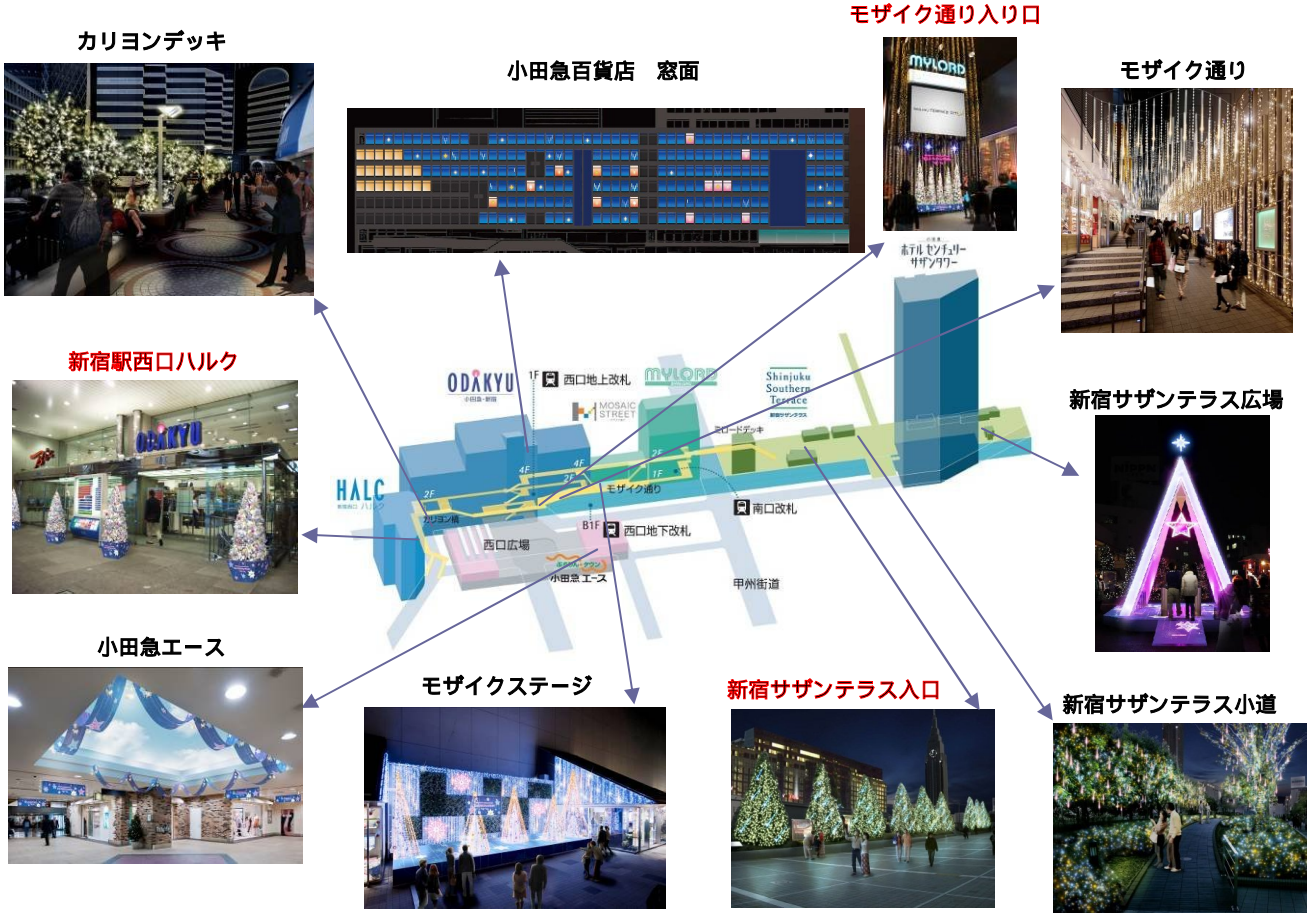 モザイク通り入り口
カリヨンデッキ
小田急百貨店　窓面
モザイク通り
MYLORD
ホテル センチュリー
サザンタワー
新宿駅西口ハルク
ODAKYU
ODAKYU
小田急・新宿
1F
西口地上改札
MYLORD
MOSAIC
STREET
Shinjuku
Southern
Terrace
新宿サザンテラス
新宿サザンテラス広場
ミロードデッキ
HALC
新宿西口 ハルク
2F
4F
4F
2F
2F
1F
モザイク通り
カリヨン橋
南口改札
B1F
西口地下改札
西口広場
小田急 エース
甲州街道
小田急エース
モザイクステージ
新宿サザンテラス入口
新宿サザンテラス小道